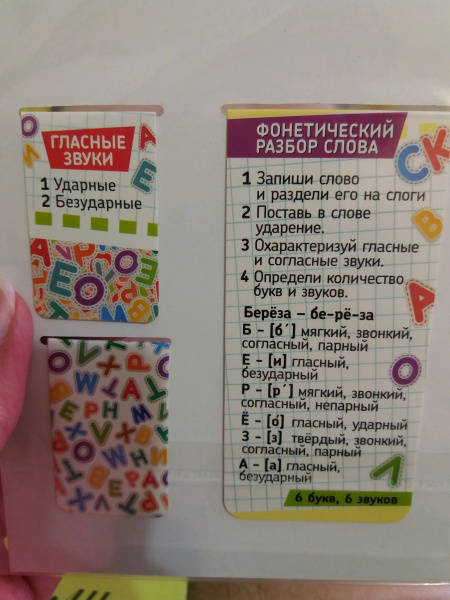 ГЛАСНЫЕ
ЗВУКИ
1 Ударные
2 Безударные
ФОНЕТИЧЕСКИЙ
РАЗБОР СЛОВА
1 Запиши слово
и раздели его на слоги
2 Поставь в слове
ударение.
3 Охарактеризуй гласные
и согласные звуки.
4 Определи количество
букв и звуков.
Берёза – бе-рё-за
Б – [б´] мягкий, звонкий,
согласный, парный
Е – [и] гласный,
безударный
Р – [р´] мягкий, звонкий,
согласный, непарный
Ё – [о́] гласный, ударный
З – [з] твёрдый, звонкий,
согласный, парный
А – [а] гласный,
безударный
6 букв, 6 звуков